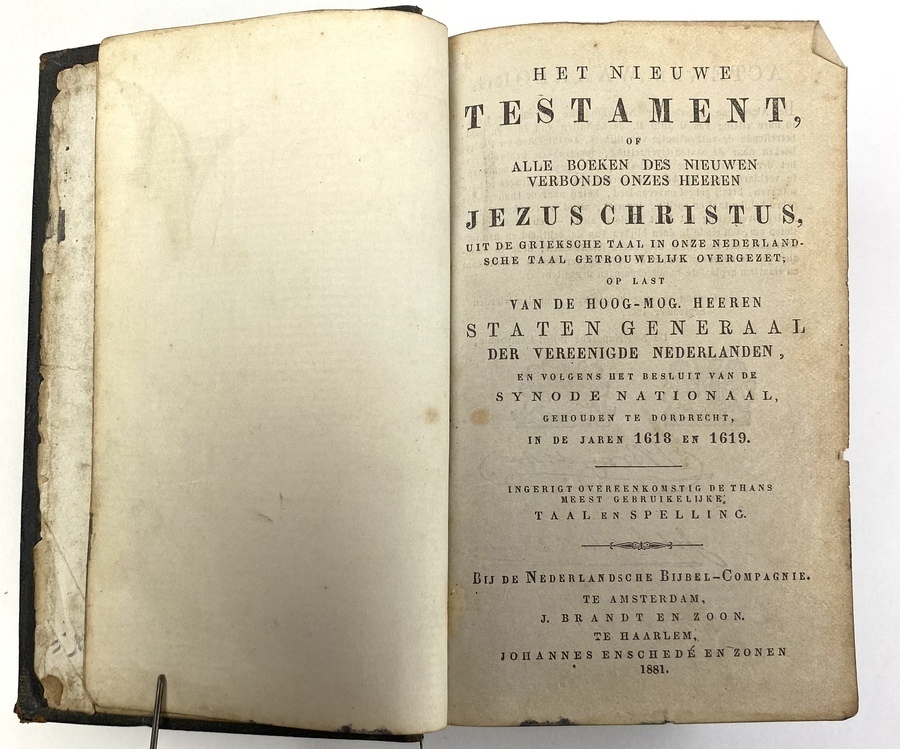 HET NIEUWE
TESTAMENT,
OF
ALLE BOEKEN DES NIEUWEN
VERBONDS ONZES HEEREN
JEZUS CHRISTUS,
UIT DE GRIEKSCHE TAAL IN ONZE NEDERLAND-
SCHE TAAL GETROUWELIJK OVERGEZET;
OP LAST
VAN DE HOOG-MOG. HEEREN
STATEN GENERAAL
DER VEREENIGDE NEDERLANDEN,
EN VOLGENS HET BESLUIT VAN DE
SYNODE NATIONAAL,
GEHOUDEN TE DORDRECHT,
IN DE JAREN 1618 EN 1619.
INGERIGT OVEREENKOMSTIG DE THANS
MEEST GEBRUIKELIJKE
TAAL EN SPELLING.
BIJ DE NEDERLANDSCHE BIJBEL-COMPAGNIE.
TE AMSTERDAM,
J. BRANDT EN ZOON.
TE HAARLEM,
JOHANNES ENSCHEDÉ EN ZONEN
1881.